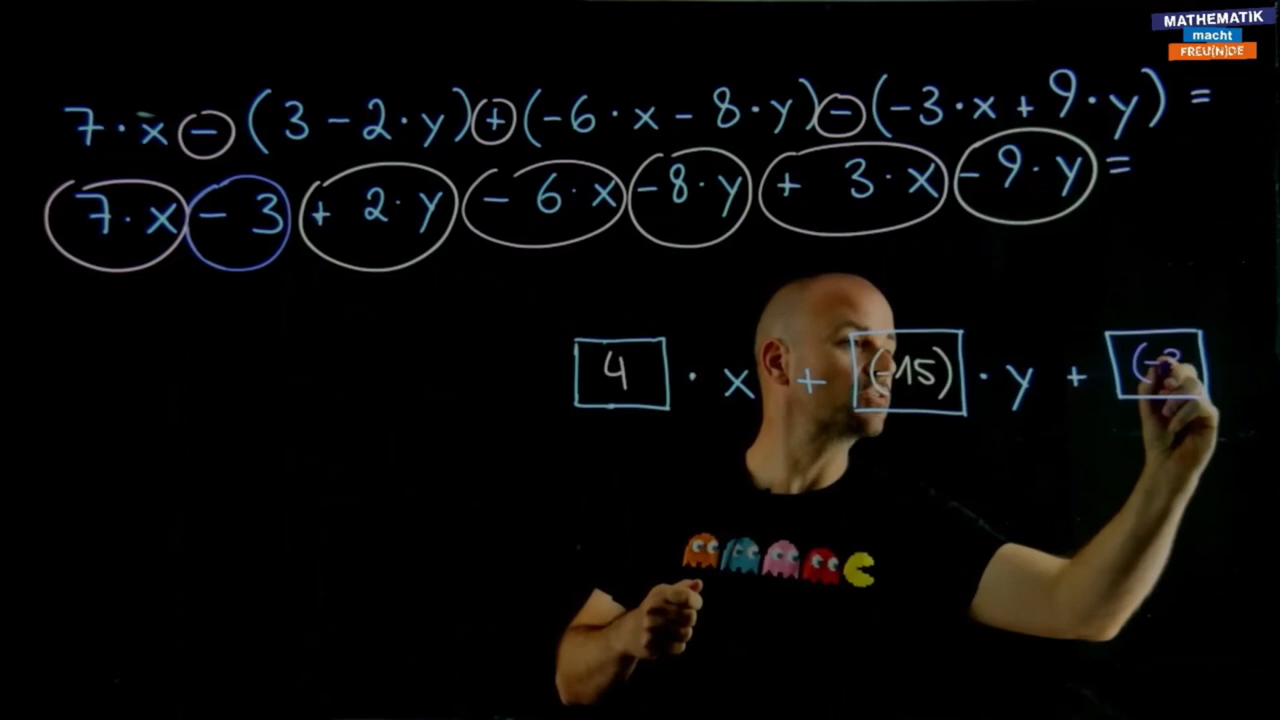 MATHEMATIK
macht
FREU(N)DE
7 · x − (3 − 2 · y) + (−6 · x − 8 · y) − (−3 · x + 9 · y) =
7 · x − 3 + 2 · y − 6 · x − 8 · y + 3 · x − 9 · y =
4 · x + (−15) · y + (−3